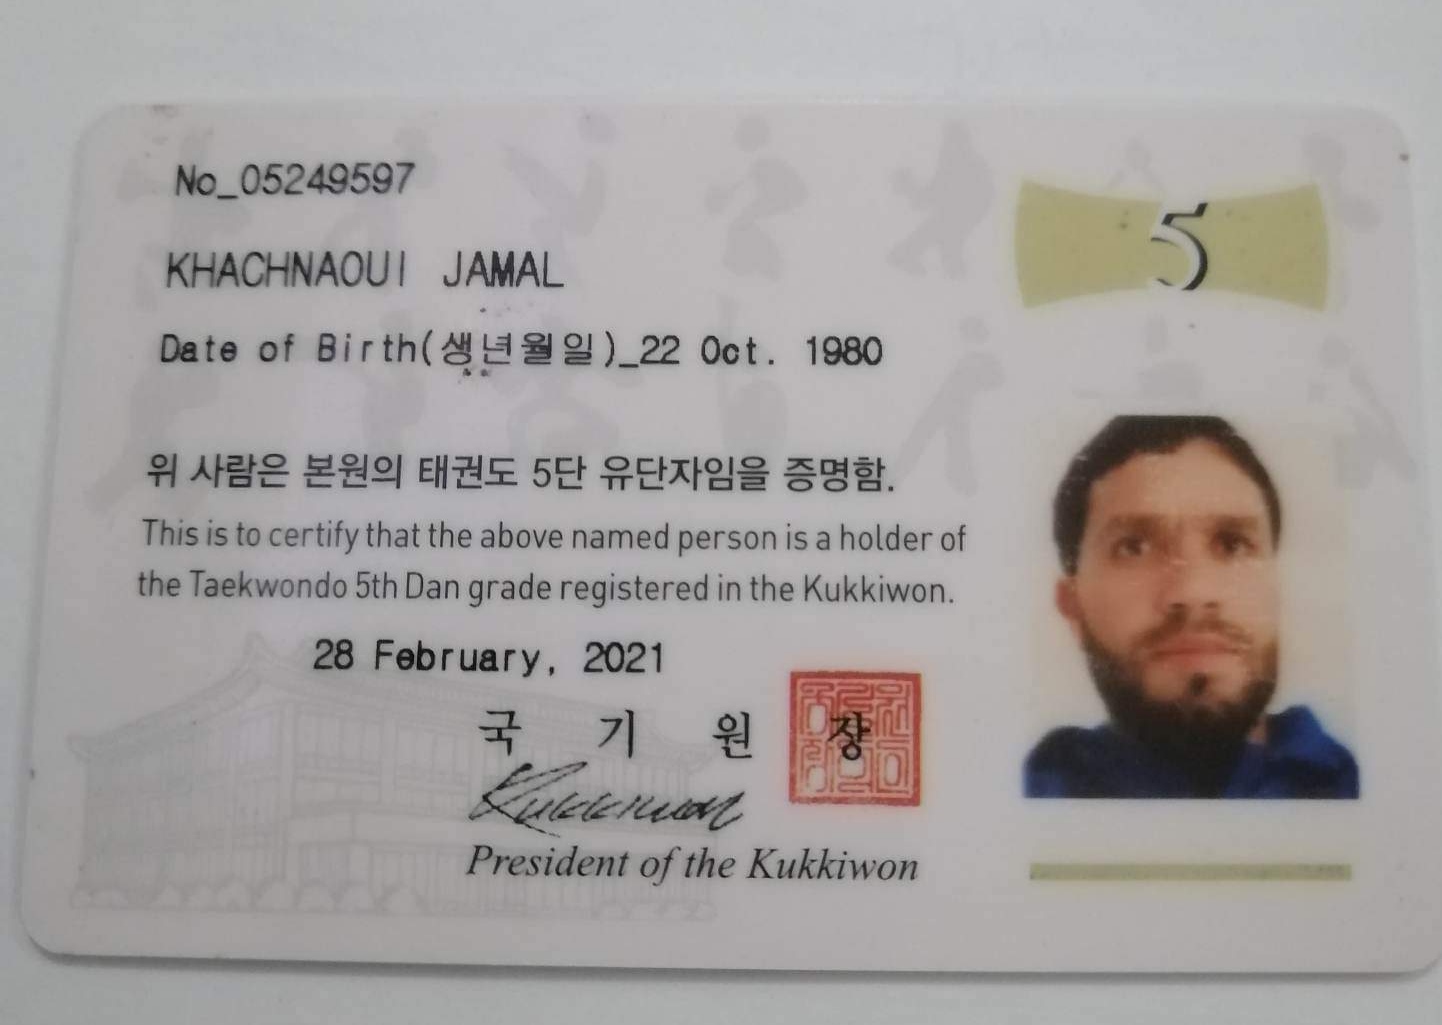 No_05249597
5
KHACHNAOUI JAMAL
Date of Birth(생년월일)_22 Oct. 1980
위 사람은 본원의 태권도 5단 유단자임을 증명함.
This is to certify that the above named person is a holder of
the Taekwondo 5th Dan grade registered in the Kukkiwon.
28 February, 2021
국 기 원 장
Kukkiwon
President of the Kukkiwon